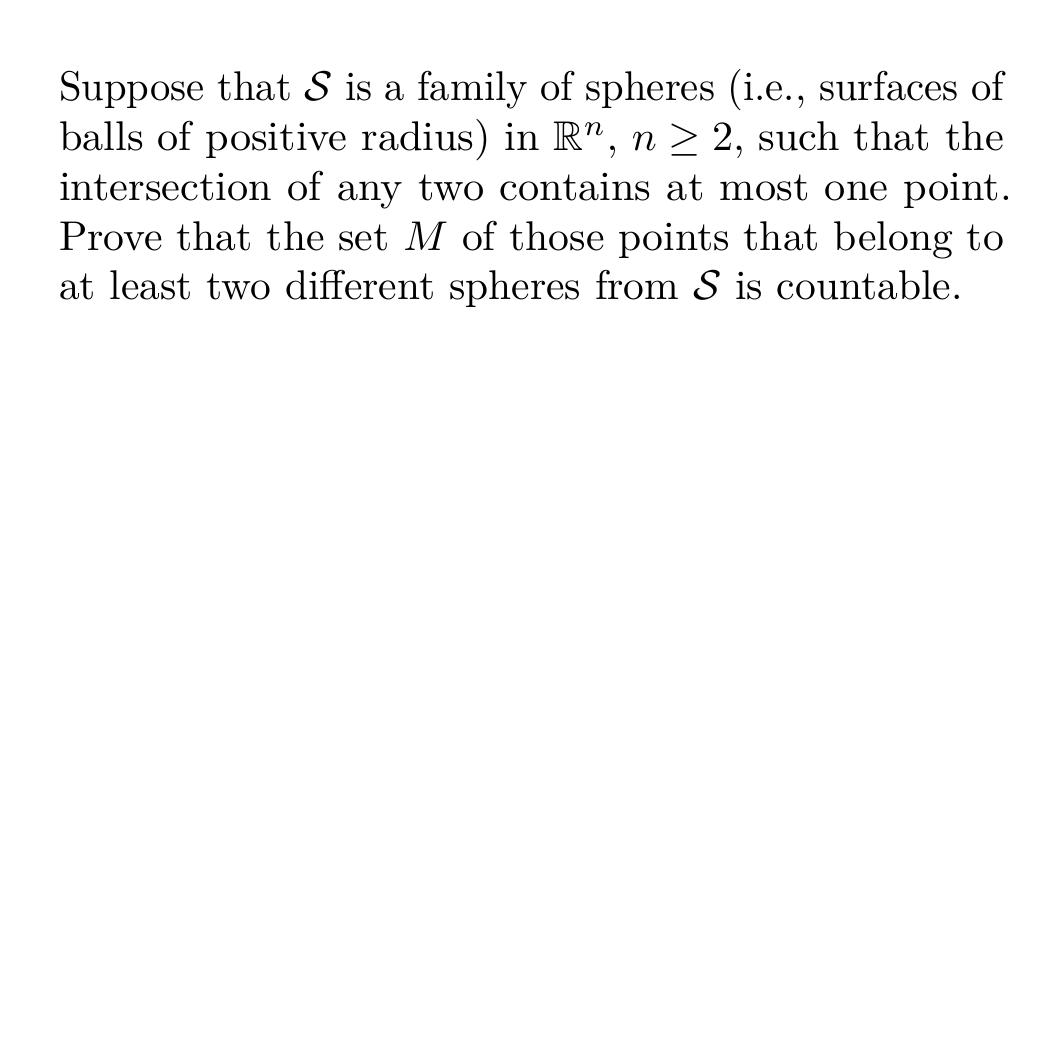 Suppose that $\mathcal{S}$ is a family of spheres (i.e., surfaces of
balls of positive radius) in $\mathbb{R}^n$, $n \geq 2$, such that the
intersection of any two contains at most one point.
Prove that the set $M$ of those points that belong to
at least two different spheres from $\mathcal{S}$ is countable.